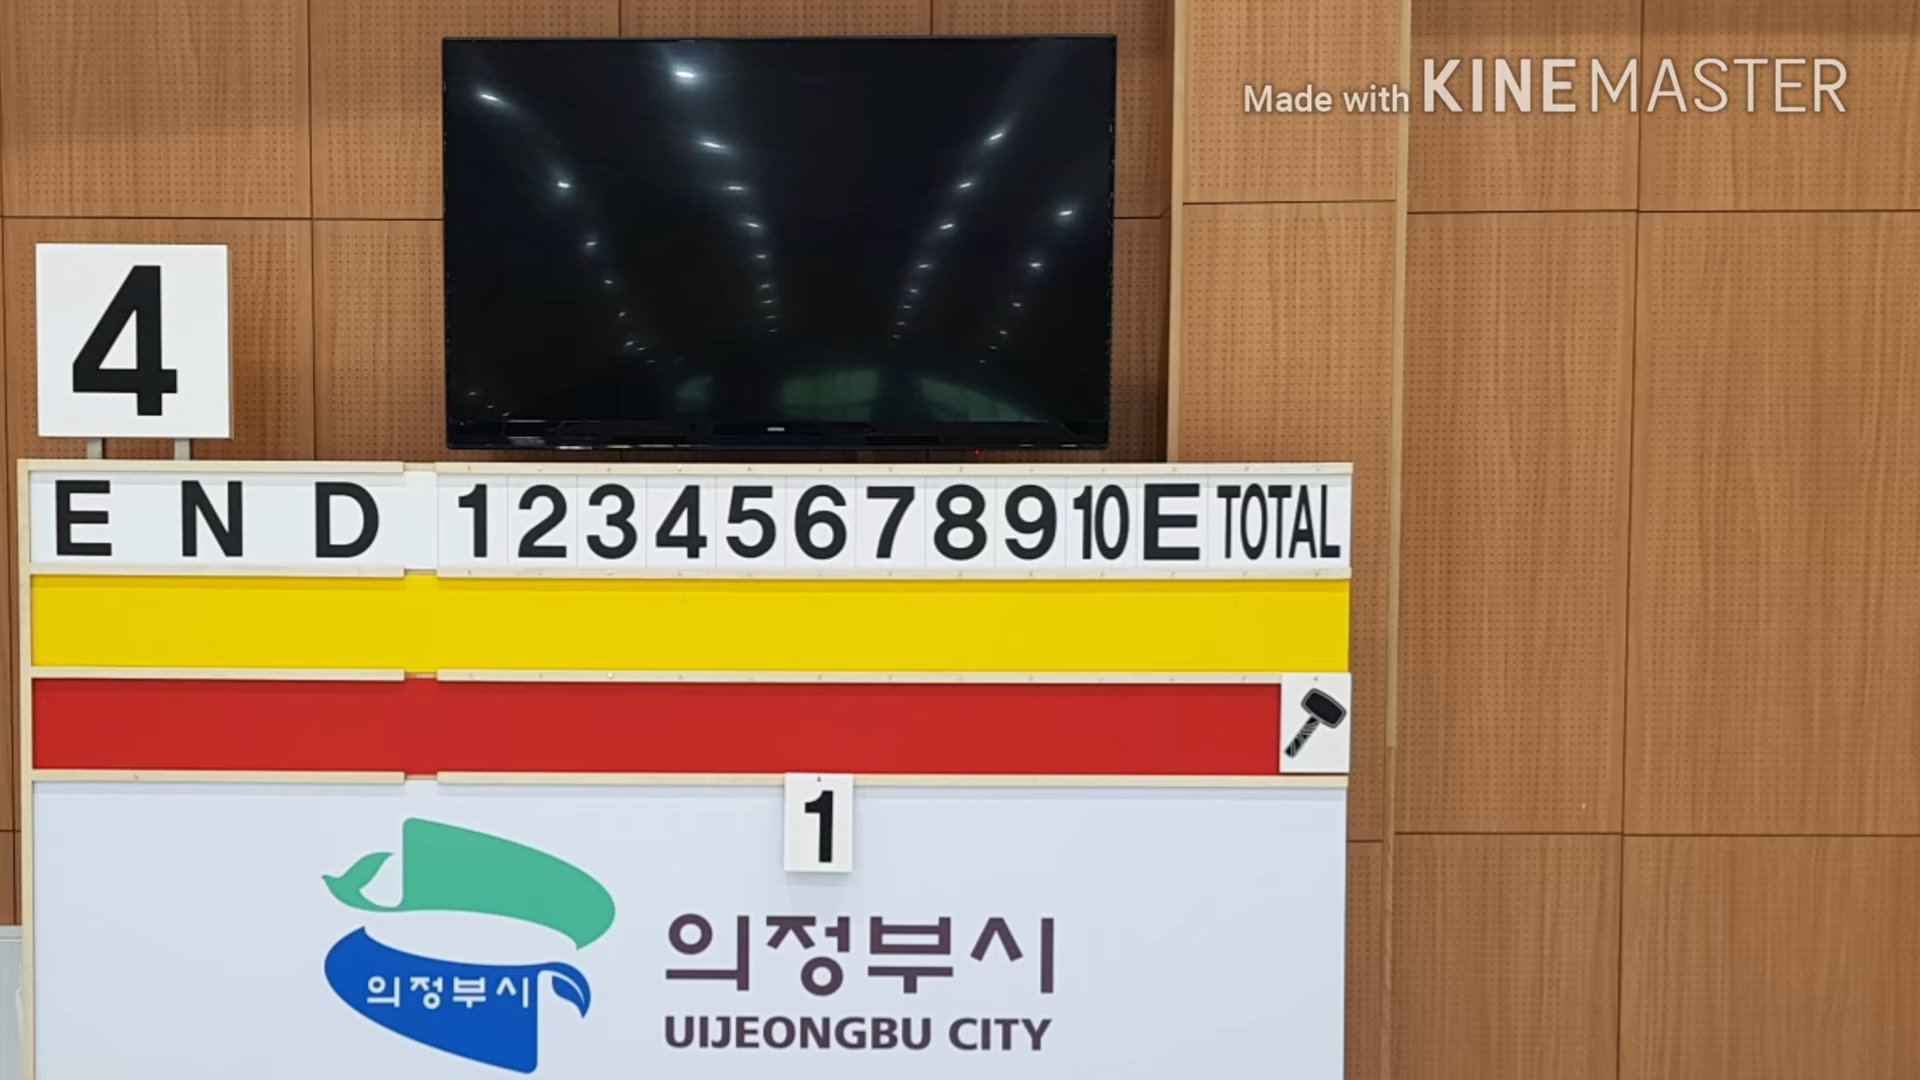 Made with KINEMASTER
4
E N D 1 2 3 4 5 6 7 8 9 10 E TOTAL
1
의정부시
의정부시
UIJEONGBU CITY